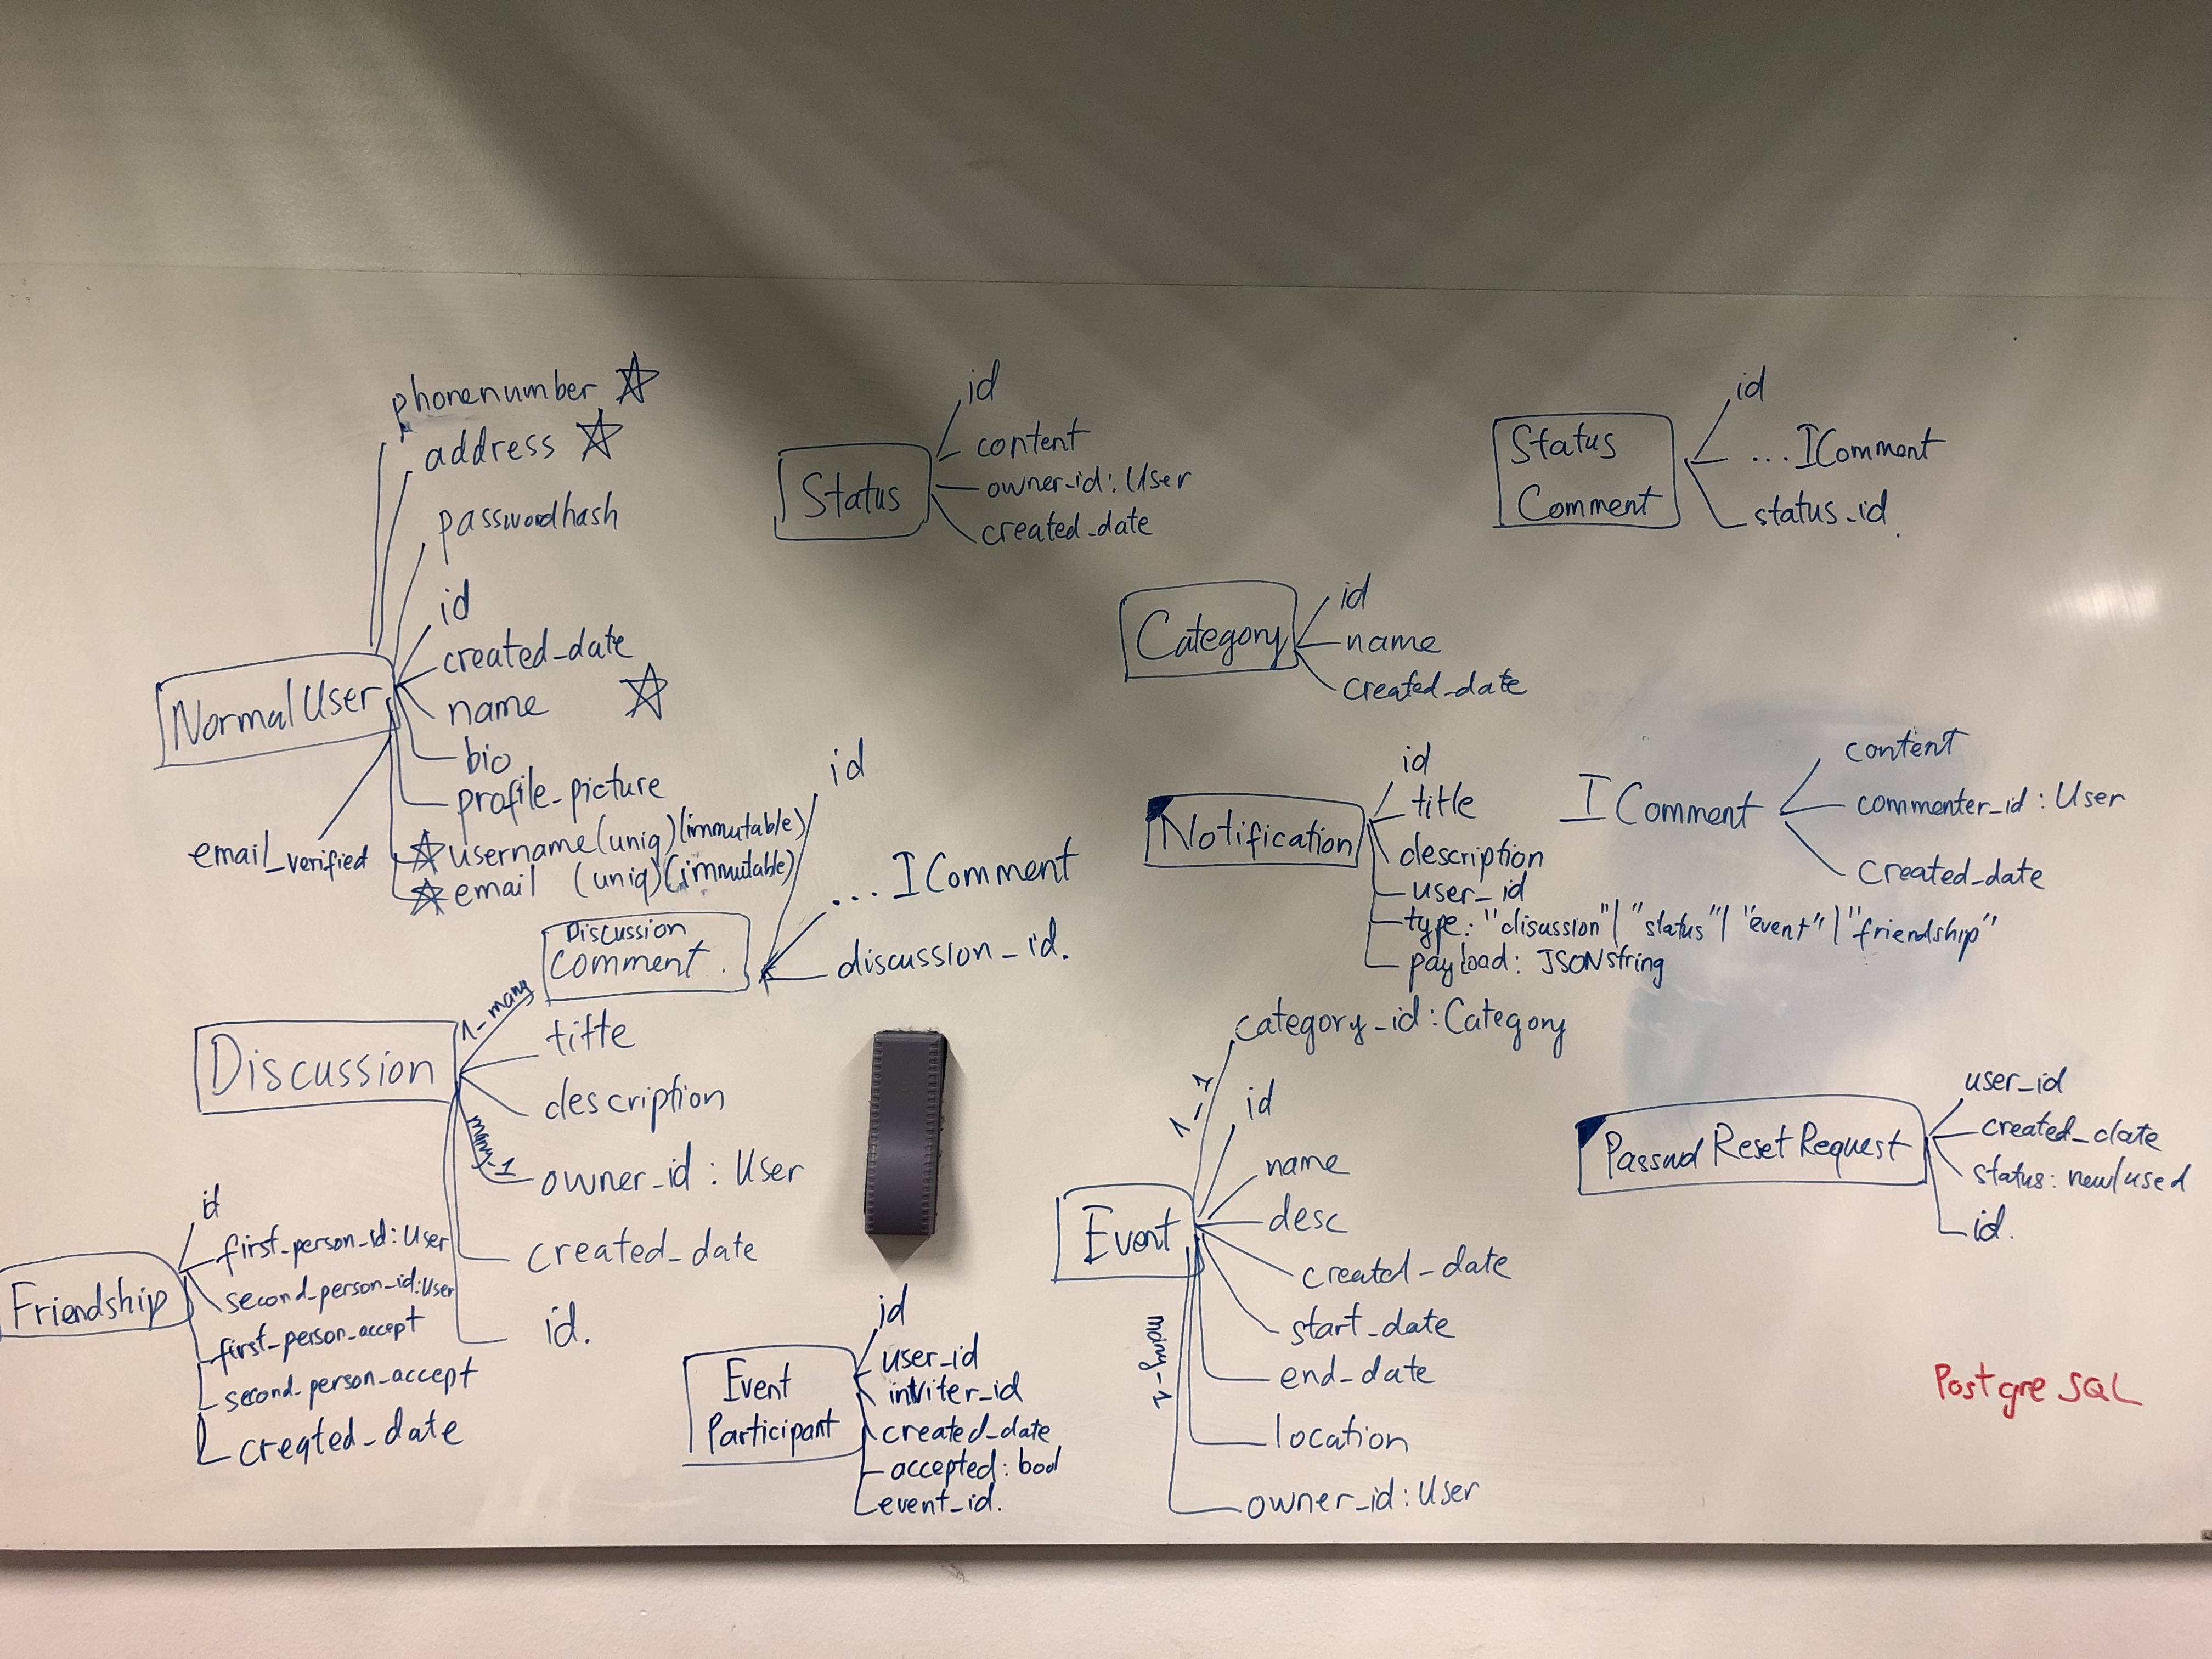 phonenumber
address
passwordhash
id
created_date
name
bio
profile_picture
username (uniq) (immutable)
email (uniq) (immutable)
email_verified
Normal User
Status
id
content
owner_id: User
created_date
Status
Comment
id
... IComment
status_id.
Category
id
name
created_date
Notification
id
title
description
user_id
type: "disussion" | "status" | "event" | "friendship"
payload: JSONstring
IComment
content
commenter_id: User
created_date
Discussion
Comment.
id
... IComment
discussion_id.
Discussion
1-many
title
description
many-1
owner_id: User
created_date
id.
Friendship
id
first_person_id: User
second_person_id: User
first_person_accept
second_person_accept
created_date
Event
Participant
id
user_id
inviter_id
created_date
accepted: bool
event_id.
Event
1-1
category_id: Category
id
name
desc
created_date
start_date
end_date
location
many-1
owner_id: User
Passwd Reset Request
user_id
created_date
status: new/used
id.
PostgreSQL